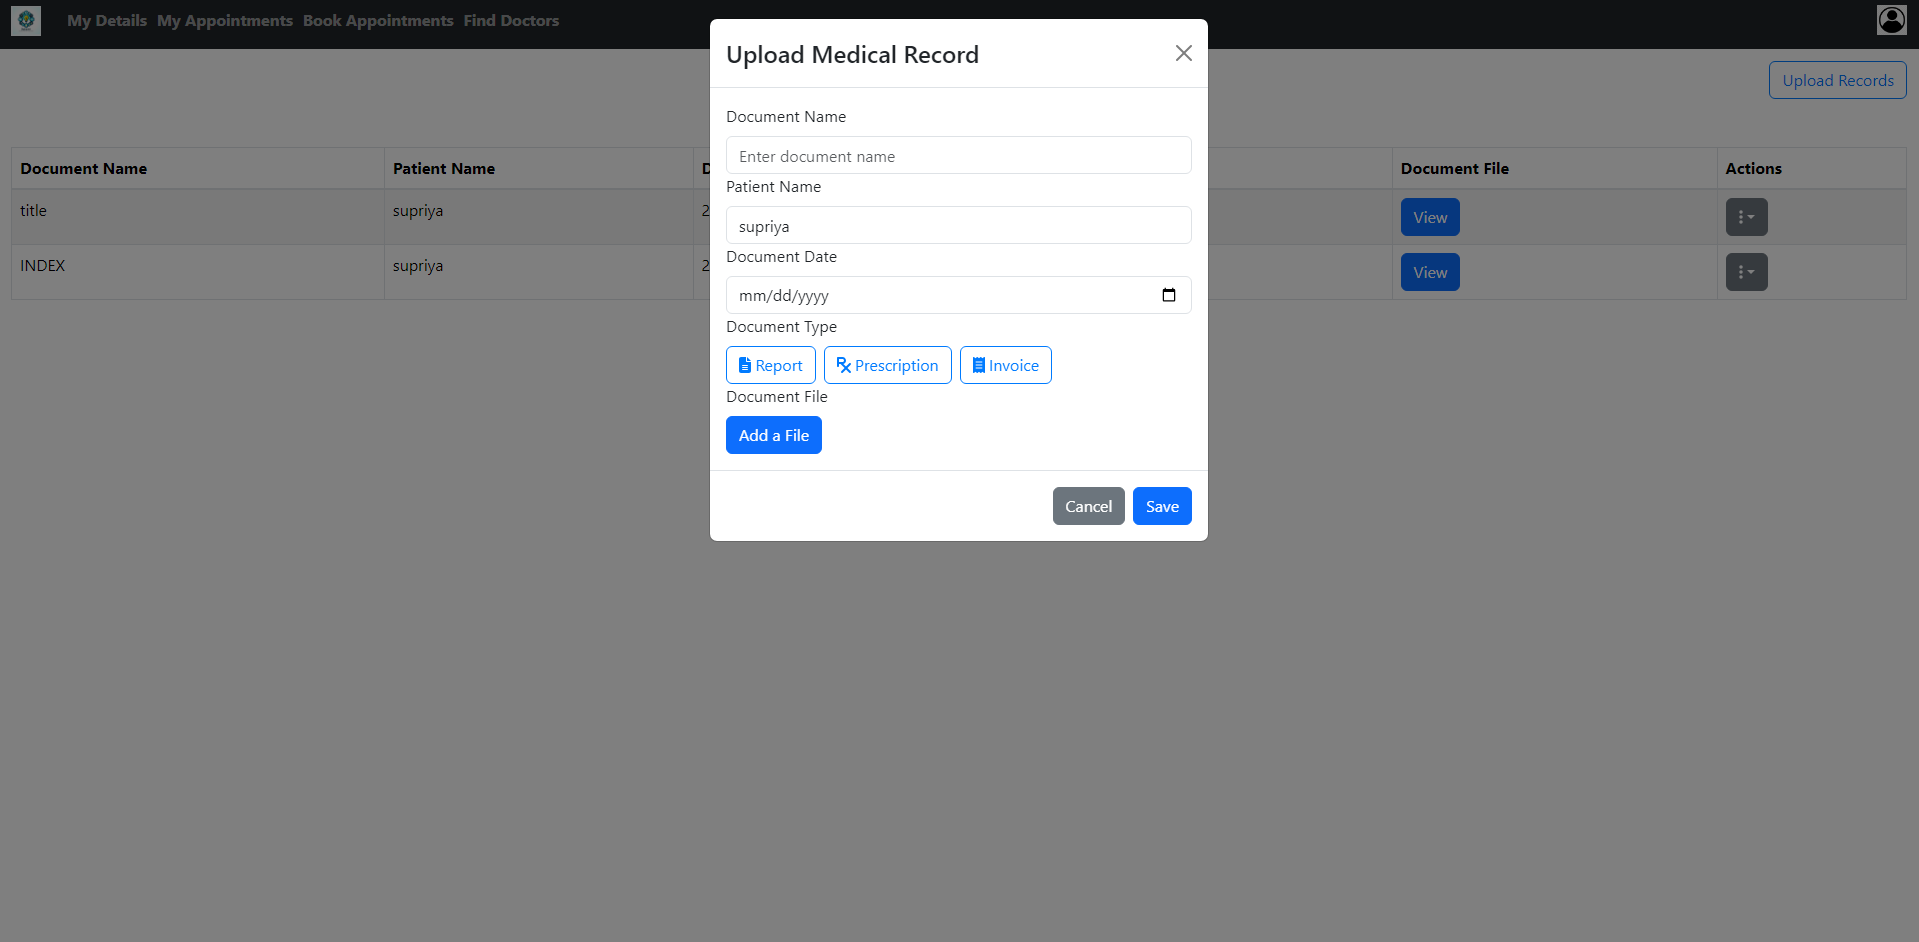 My Details My Appointments Book Appointments Find Doctors
Upload Records
Document Name Patient Name D Document File Actions
title supriya 2 View
INDEX supriya 2 View
Upload Medical Record
Document Name
Enter document name
Patient Name
supriya
Document Date
mm/dd/yyyy
Document Type
Report Prescription Invoice
Document File
Add a File
Cancel Save